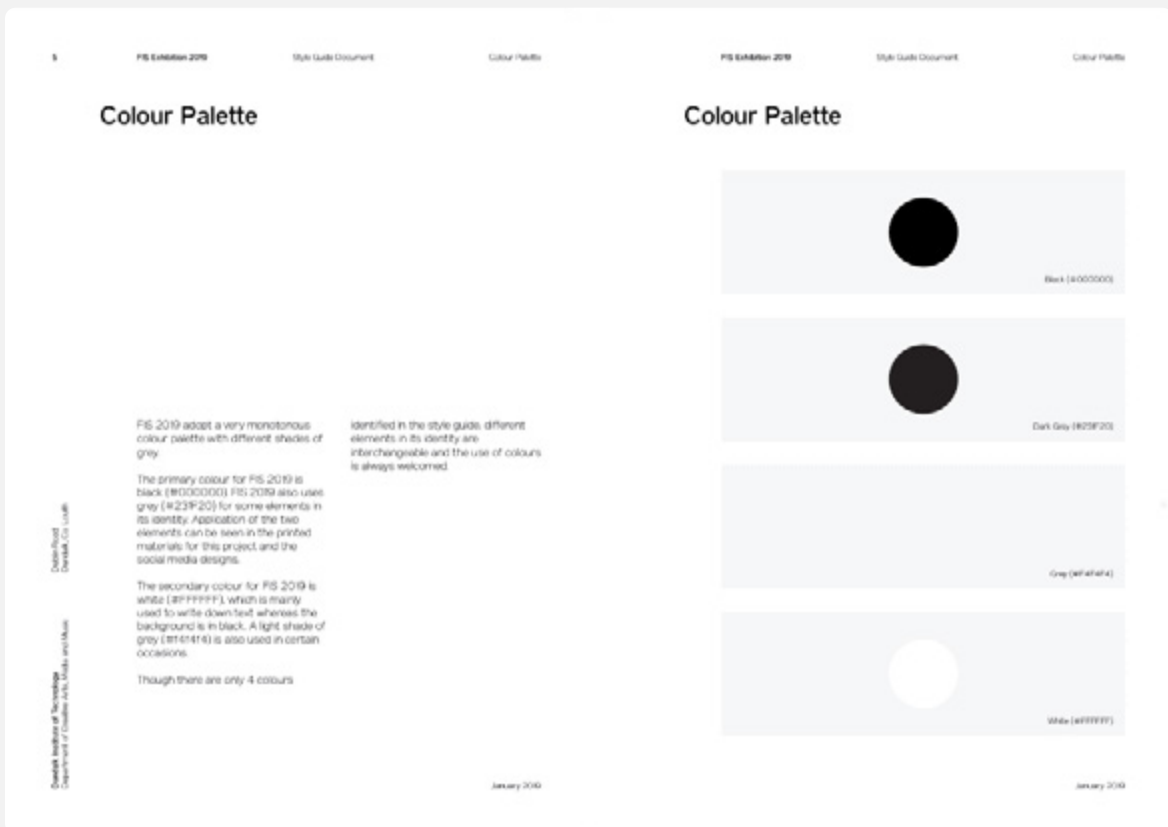 5
FIS Exhibition 2019
Style Guide Document
Colour Palette
Colour Palette
FIS 2019 adopt a very monotonous
colour palette with different shades of
grey.
The primary colour for FIS 2019 is
black (#000000). FIS 2019 also uses
grey (#231F20) for some elements in
its identity. Application of the two
elements can be seen in the printed
materials for this project and the
social media designs.
The secondary colour for FIS 2019 is
white (#FFFFFF), which is mainly
used to write down text whereas the
background is in black. A light shade of
grey (#f4f4f4) is also used in certain
occasions.
Though there are only 4 colours
identified in the style guide, different
elements in its identity are
interchangeable and the use of colours
is always welcomed.
Dublin Road
Dundalk, Co. Louth
Dundalk Institute of Technology
Department of Creative Arts, Media and Music
January 2019
FIS Exhibition 2019
Style Guide Document
Colour Palette
Colour Palette
Black (#000000)
Dark Grey (#231F20)
Grey (#F4F4F4)
White (#FFFFFF)
January 2019